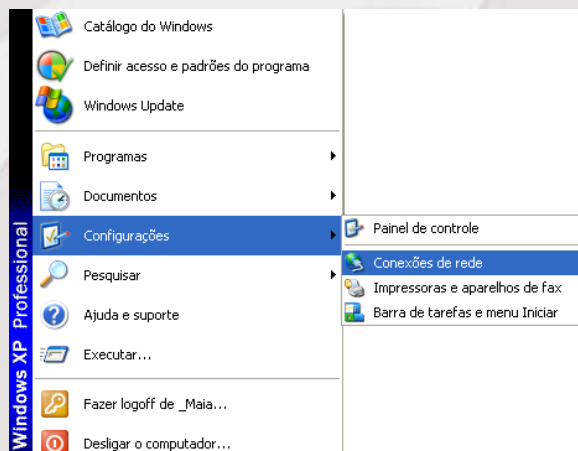 Catálogo do Windows
Definir acesso e padrões do programa
Windows Update
Programas
Documentos
Configurações
Pesquisar
Ajuda e suporte
Executar...
Fazer logoff de _Maia...
Desligar o computador...
Painel de controle
Conexões de rede
Impressoras e aparelhos de fax
Barra de tarefas e menu Iniciar
Windows XP Professional